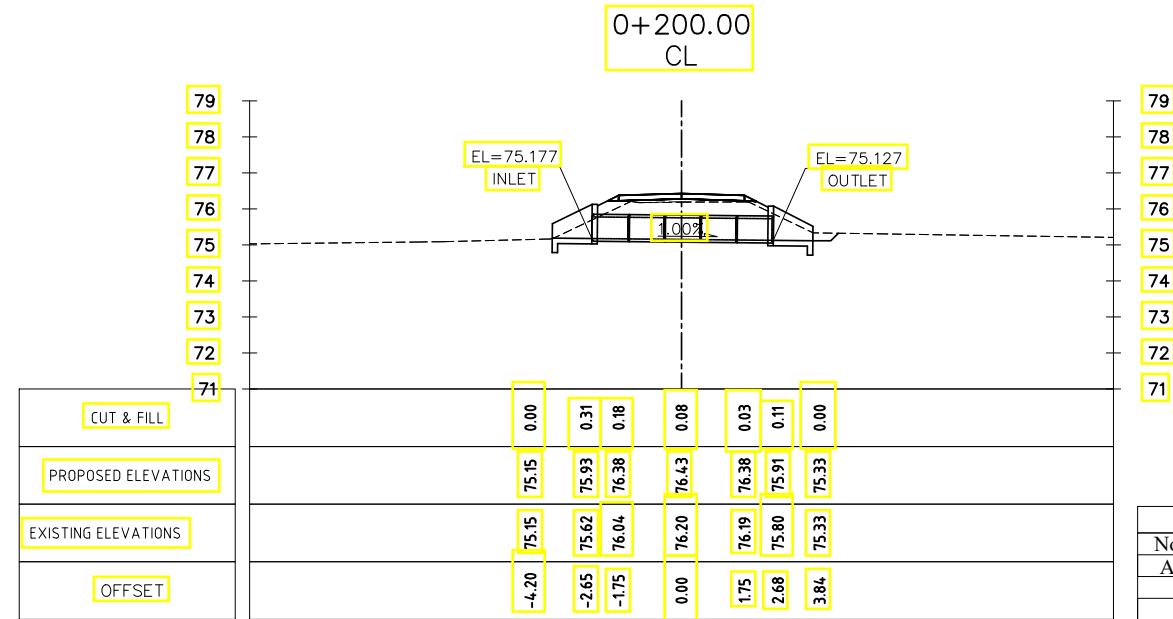 0+200.00
CL
79 79
78 78
EL=75.177 EL=75.127
77 77
INLET OUTLET
76 76
1.00%
75 75
74 74
73 73
72 72
71 71
CUT & FILL 0.00 0.31 0.18 0.08 0.03 0.11 0.00
PROPOSED ELEVATIONS 75.15 75.93 76.38 76.43 76.38 75.91 75.33
EXISTING ELEVATIONS 75.15 75.62 76.04 76.20 76.19 75.80 75.33
OFFSET -4.20 -2.65 -1.75 0.00 1.75 2.68 3.84